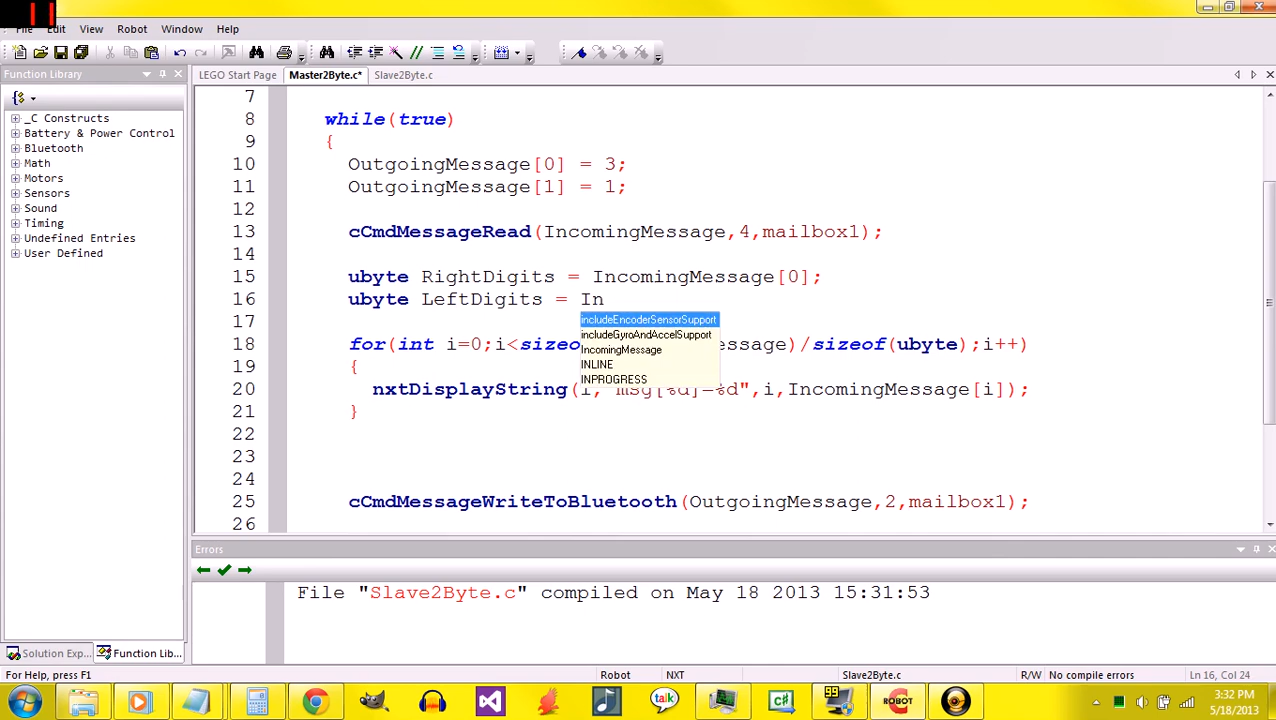 File Edit View Robot Window Help
Function Library
LEGO Start Page Master2Byte.c* Slave2Byte.c
_C Constructs
Battery & Power Control
Bluetooth
Math
Motors
Sensors
Sound
Timing
Undefined Entries
User Defined
7
8 while(true)
9 {
10 OutgoingMessage[0] = 3;
11 OutgoingMessage[1] = 1;
12
13 cCmdMessageRead(IncomingMessage,4,mailbox1);
14
15 ubyte RightDigits = IncomingMessage[0];
16 ubyte LeftDigits = In
includeEncoderSensorSupport
includeGyroAndAccelSupport
IncomingMessage
INLINE
INPROGRESS
17
18 for(int i=0;i<sizeo message)/sizeof(ubyte);i++)
19 {
20 nxtDisplayString(i,"msg[%d]=%d",i,IncomingMessage[i]);
21 }
22
23
24
25 cCmdMessageWriteToBluetooth(OutgoingMessage,2,mailbox1);
26
Errors
File "Slave2Byte.c" compiled on May 18 2013 15:31:53
Solution Exp... Function Lib...
For Help, press F1 Robot NXT Slave2Byte.c R/W No compile errors Ln 16, Col 24
talk C# 99 ROBOT 3:32 PM
5/18/2013